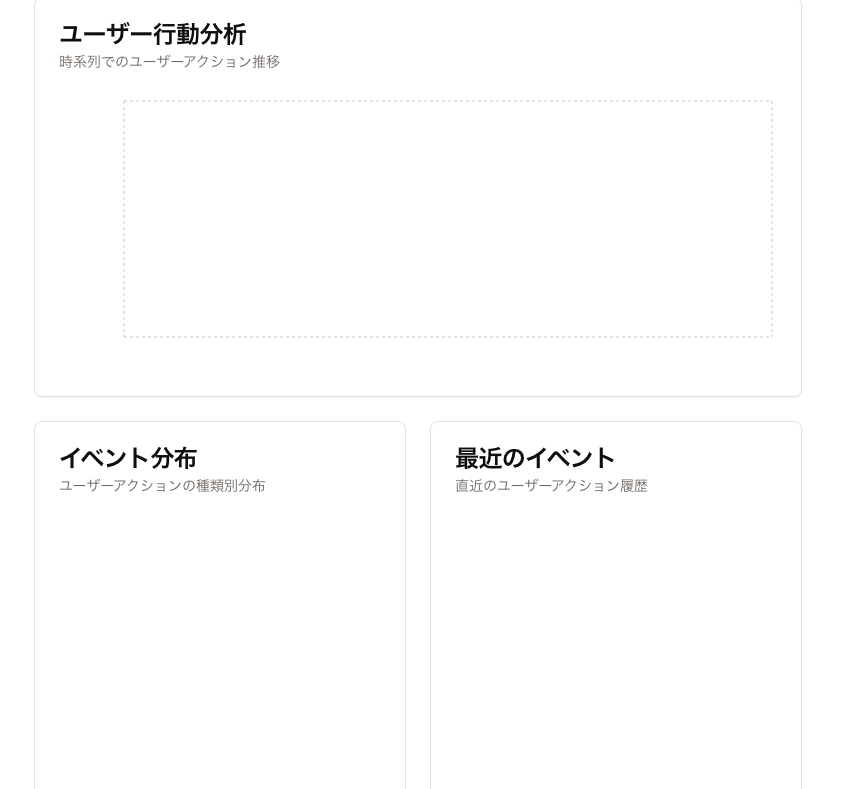 ユーザー行動分析
時系列でのユーザーアクション推移
イベント分布
ユーザーアクションの種類別分布
最近のイベント
直近のユーザーアクション履歴